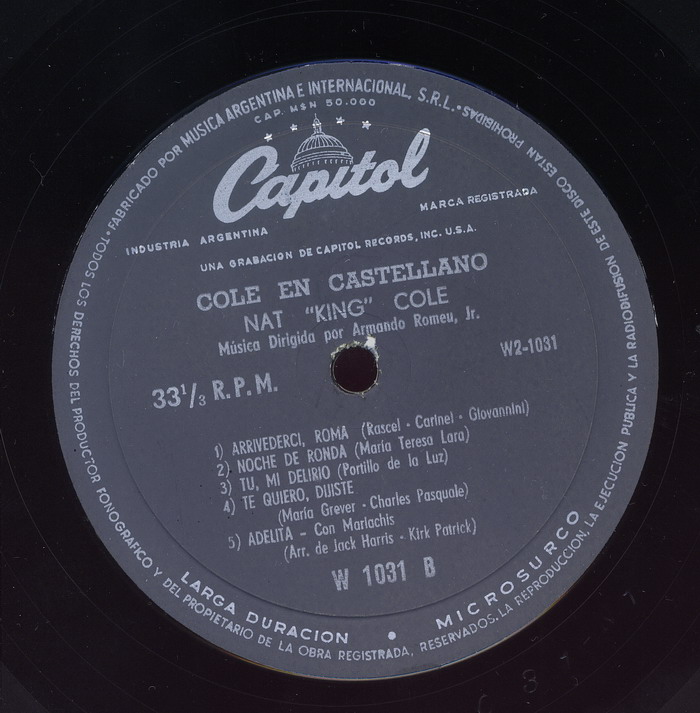 FABRICADO POR MUSICA ARGENTINA E INTERNACIONAL, S.R.L. •
CAP. M$N 50.000
Capitol
INDUSTRIA ARGENTINA
MARCA REGISTRADA
UNA GRABACION DE CAPITOL RECORDS, INC. U.S.A.
COLE EN CASTELLANO
NAT "KING" COLE
Música Dirigida por Armando Romeu, Jr.
W2-1031
33 1/3 R.P.M.
1) ARRIVEDERCI, ROMA (Rascel - Carinel - Giovannini)
2) NOCHE DE RONDA (María Teresa Lara)
3) TU, MI DELIRIO (Portillo de la Luz)
4) TE QUIERO, DIJISTE
(María Grever - Charles Pasquale)
5) ADELITA - Con Mariachis
(Arr. de Jack Harris - Kirk Patrick)
W 1031 B
LARGA DURACION • MICROSURCO
• TODOS LOS DERECHOS DEL PRODUCTOR FONOGRAFICO Y DEL PROPIETARIO DE LA OBRA REGISTRADA, RESERVADOS. LA REPRODUCCION, LA EJECUCION PUBLICA Y LA RADIODIFUSION DE ESTE DISCO ESTAN PROHIBIDAS